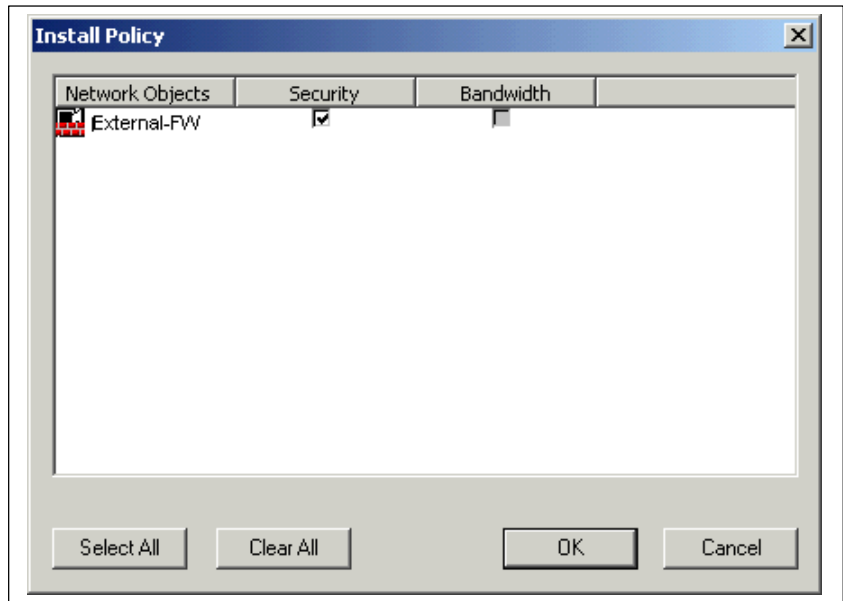 Install Policy
Network Objects Security Bandwidth
External-FW
Select All Clear All OK Cancel